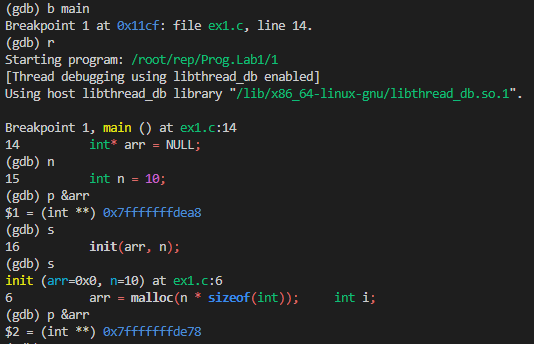 (gdb) b main
Breakpoint 1 at 0x11cf: file ex1.c, line 14.
(gdb) r
Starting program: /root/rep/Prog.Lab1/1
[Thread debugging using libthread_db enabled]
Using host libthread_db library "/lib/x86_64-linux-gnu/libthread_db.so.1".

Breakpoint 1, main () at ex1.c:14
14          int* arr = NULL;
(gdb) n
15          int n = 10;
(gdb) p &arr
$1 = (int **) 0x7fffffffdea8
(gdb) s
16          init(arr, n);
(gdb) s
init (arr=0x0, n=10) at ex1.c:6
6           arr = malloc(n * sizeof(int));     int i;
(gdb) p &arr
$2 = (int **) 0x7fffffffde78